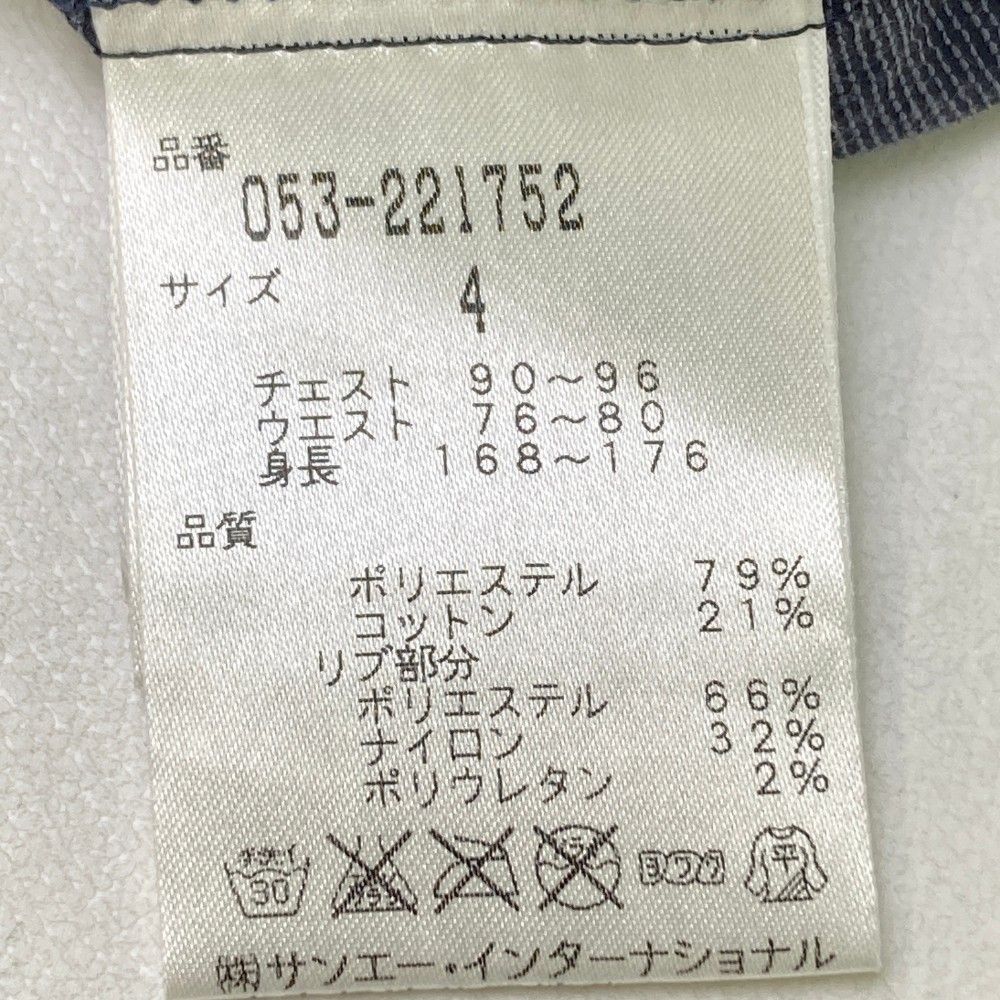 品番
053-221752
サイズ 4
チェスト 90～96
ウエスト 76～80
身長 168～176
品質
ポリエステル 79%
コットン 21%
リブ部分
ポリエステル 66%
ナイロン 32%
ポリウレタン 2%
30 ヨワク 平
㈱サンエー・インターナショナル